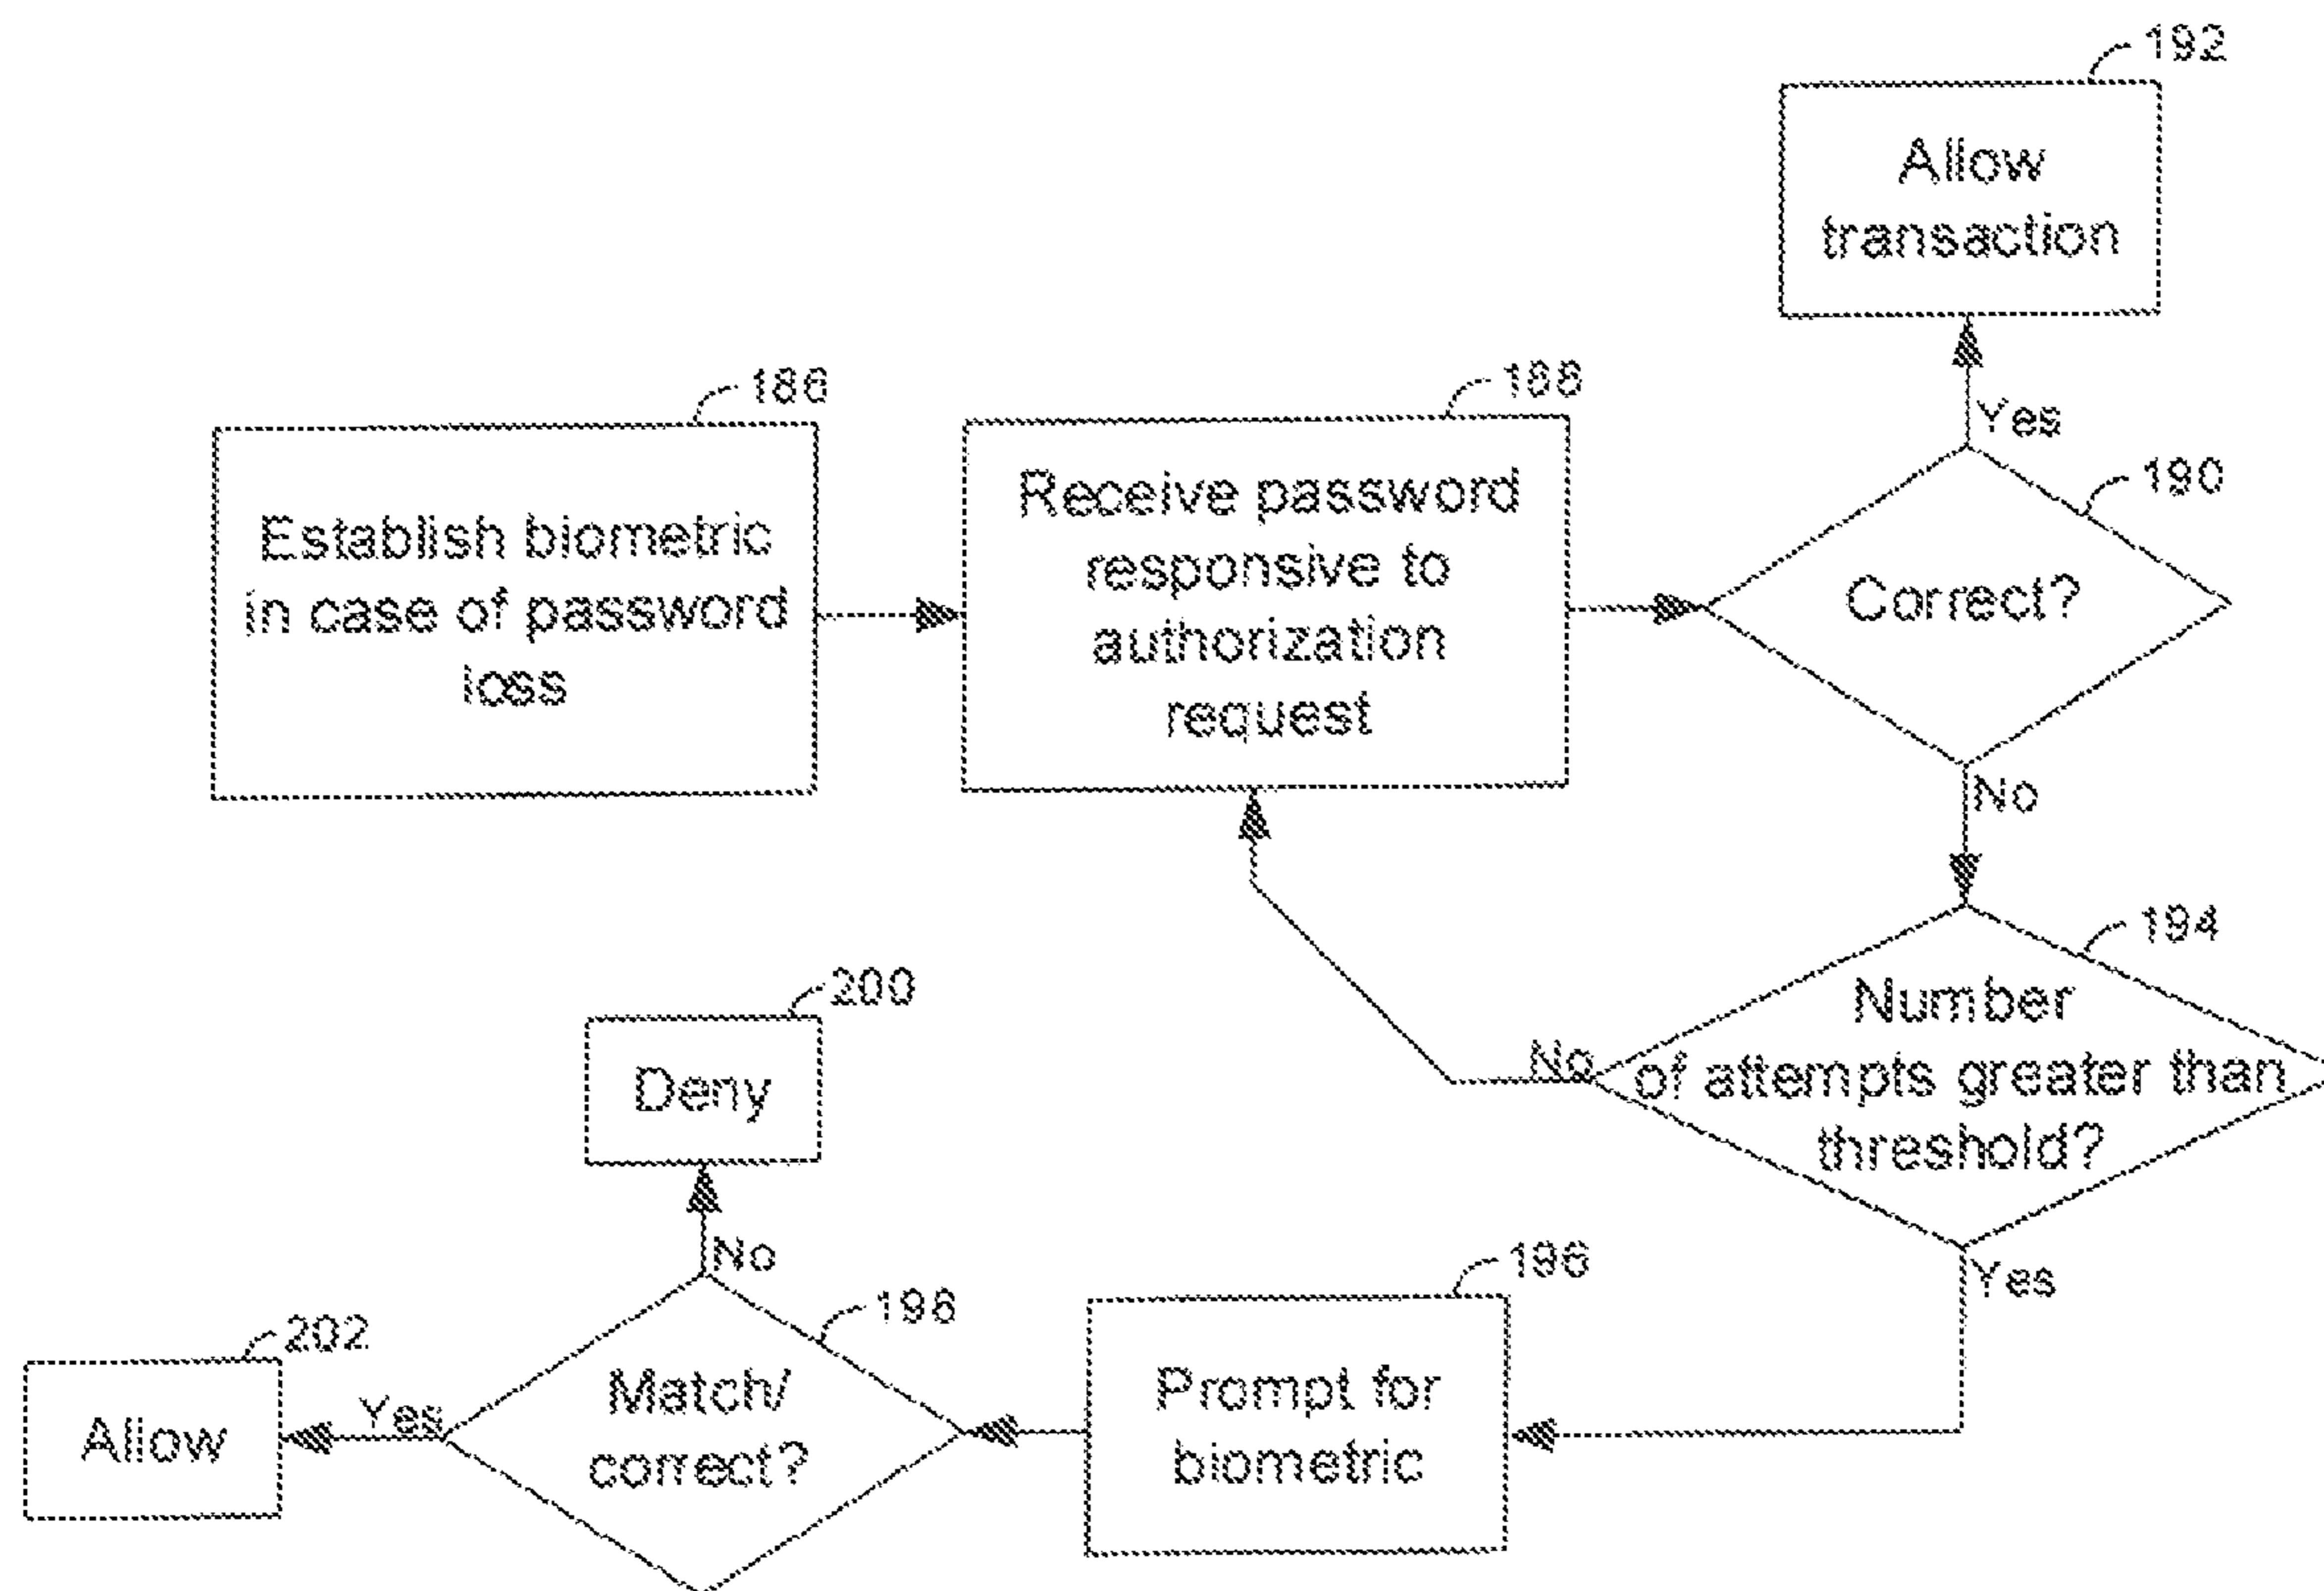 192
Allow
transaction
Yes
186
Establish biometric
in case of password
loss
188
Receive password
responsive to
authorization
request
190
Correct?
No
194
Number
of attempts greater than
threshold?
No
Yes
196
Prompt for
biometric
198
Match/
correct?
No
200
Deny
Yes
202
Allow